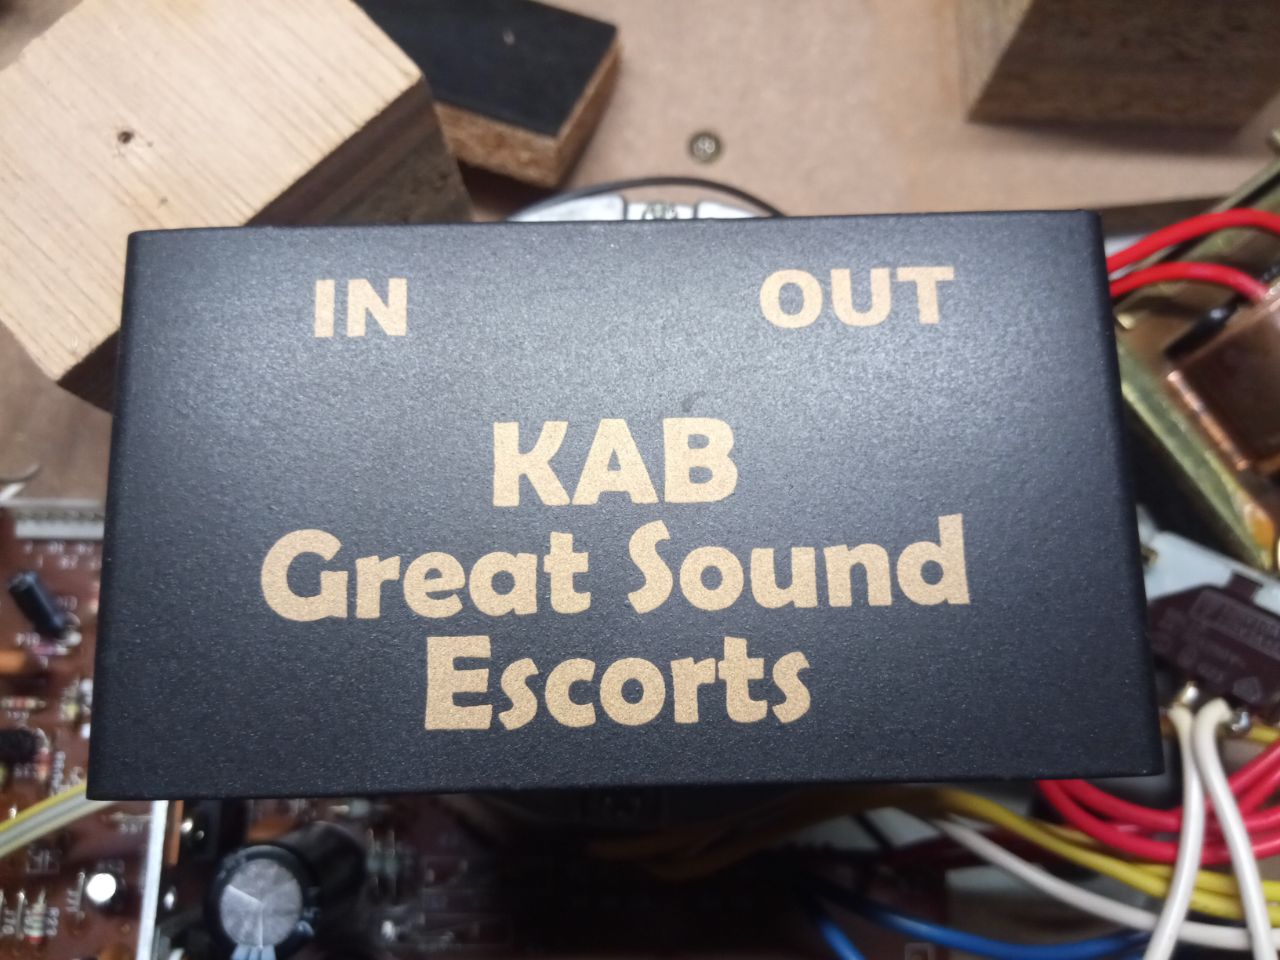 IN OUT
KAB
Great Sound
Escorts